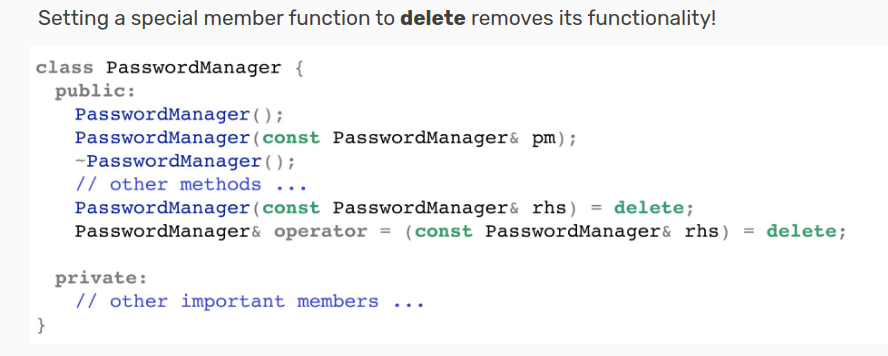 Setting a special member function to delete removes its functionality!
class PasswordManager {
  public:
    PasswordManager();
    PasswordManager(const PasswordManager& pm);
    ~PasswordManager();
    // other methods ...
    PasswordManager(const PasswordManager& rhs) = delete;
    PasswordManager& operator = (const PasswordManager& rhs) = delete;
  private:
    // other important members ...
}